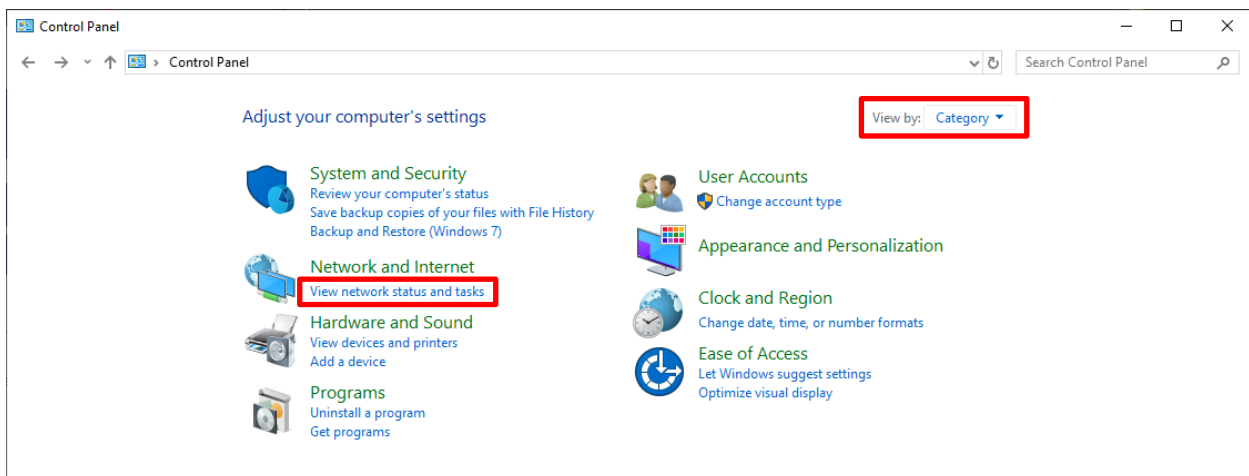 Control Panel
Control Panel
Search Control Panel
Adjust your computer's settings
View by: Category
System and Security
Review your computer's status
Save backup copies of your files with File History
Backup and Restore (Windows 7)
Network and Internet
View network status and tasks
Hardware and Sound
View devices and printers
Add a device
Programs
Uninstall a program
Get programs
User Accounts
Change account type
Appearance and Personalization
Clock and Region
Change date, time, or number formats
Ease of Access
Let Windows suggest settings
Optimize visual display